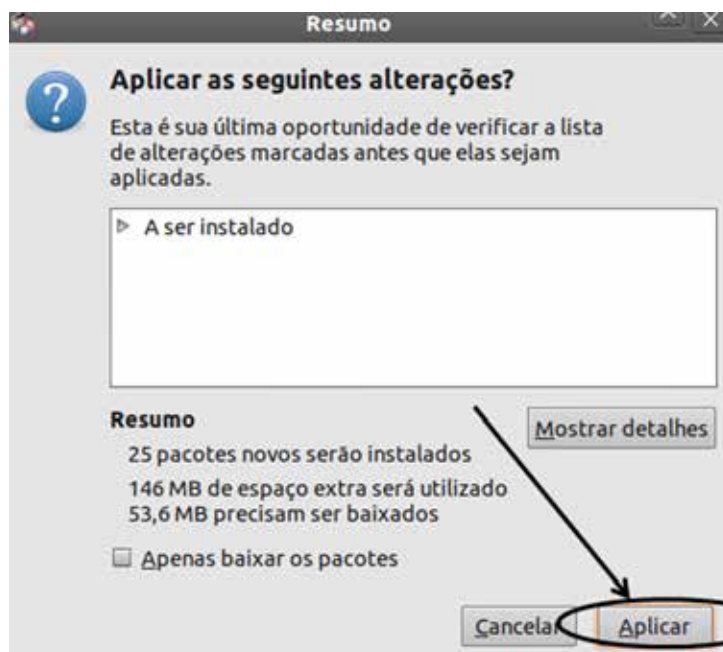 Resumo
Aplicar as seguintes alterações?
Esta é sua última oportunidade de verificar a lista
de alterações marcadas antes que elas sejam
aplicadas.
A ser instalado
Resumo
Mostrar detalhes
25 pacotes novos serão instalados
146 MB de espaço extra será utilizado
53,6 MB precisam ser baixados
Apenas baixar os pacotes
Cancelar
Aplicar